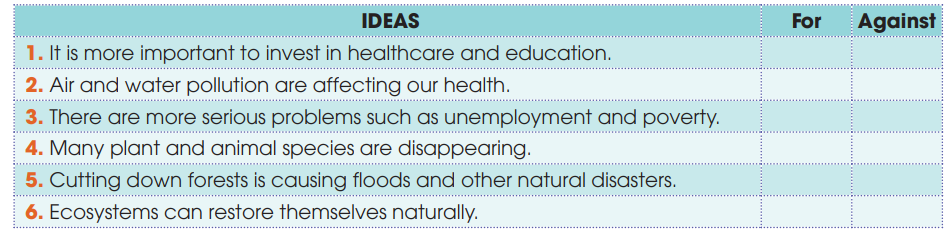 IDEAS For Against
1. It is more important to invest in healthcare and education.
2. Air and water pollution are affecting our health.
3. There are more serious problems such as unemployment and poverty.
4. Many plant and animal species are disappearing.
5. Cutting down forests is causing floods and other natural disasters.
6. Ecosystems can restore themselves naturally.